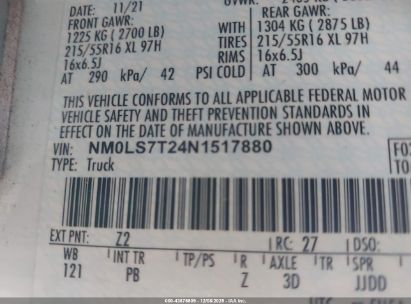 DATE: 11/21
FRONT GAWR: REAR GAWR:
1225 KG ( 2700 LB) WITH 1304 KG ( 2875 LB)
215/55R16 XL 97H TIRES 215/55R16 XL 97H
16x6.5J RIMS 16x6.5J
AT 290 kPa/ 42 PSI COLD AT 300 kPa/ 44
THIS VEHICLE CONFORMS TO ALL APPLICABLE FEDERAL MOTOR
VEHICLE SAFETY AND THEFT PREVENTION STANDARDS IN
EFFECT ON THE DATE OF MANUFACTURE SHOWN ABOVE.
VIN: NM0LS7T24N1517880
TYPE: Truck
EXT PNT: Z2 RC: 27 DSO:
WB INT TR TP/PS R AXLE TR SPR
121 PB Z 3D JJDD